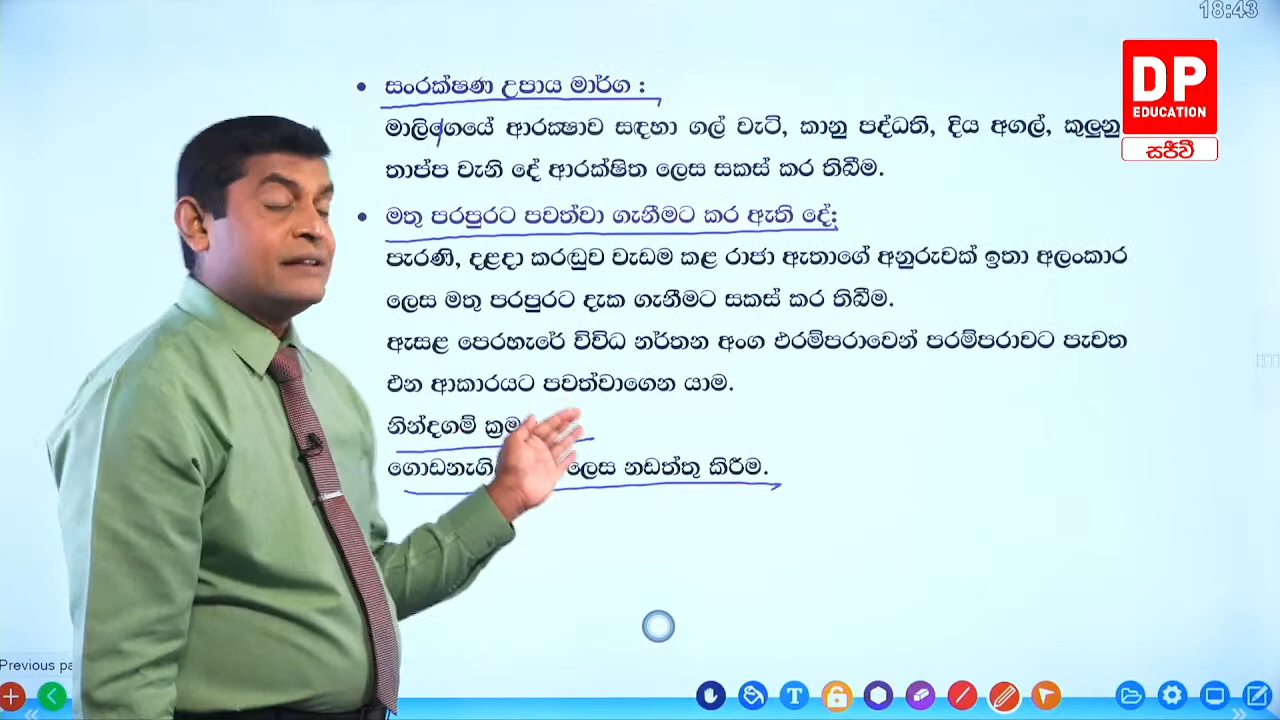 18:43
DP
EDUCATION
සජීවී
• සංරක්ෂණ උපාය මාර්ග :
මාලිගයේ ආරක්‍ෂාව සඳහා ගල් වැටි, කානු පද්ධති, දිය අගල්, කුලුනු
තාප්ප වැනි දේ ආරක්ෂිත ලෙස සකස් කර තිබීම.
• මතු පරපුරට පවත්වා ගැනීමට කර ඇති දේ:
පැරණි, දළදා කරඬුව වැඩම කළ රාජා ඇතාගේ අනුරුවක් ඉතා අලංකාර
ලෙස මතු පරපුරට දැක ගැනීමට සකස් කර තිබීම.
ඇසළ පෙරහැරේ විවිධ නර්තන අංග ඵරම්පරාවෙන් පරම්පරාවට පැවත
එන ආකාරයට පවත්වාගෙන යාම.
නින්දගම් ක්‍රම
ගොඩනැගි ලෙස නඩත්තු කිරීම.
Previous pa